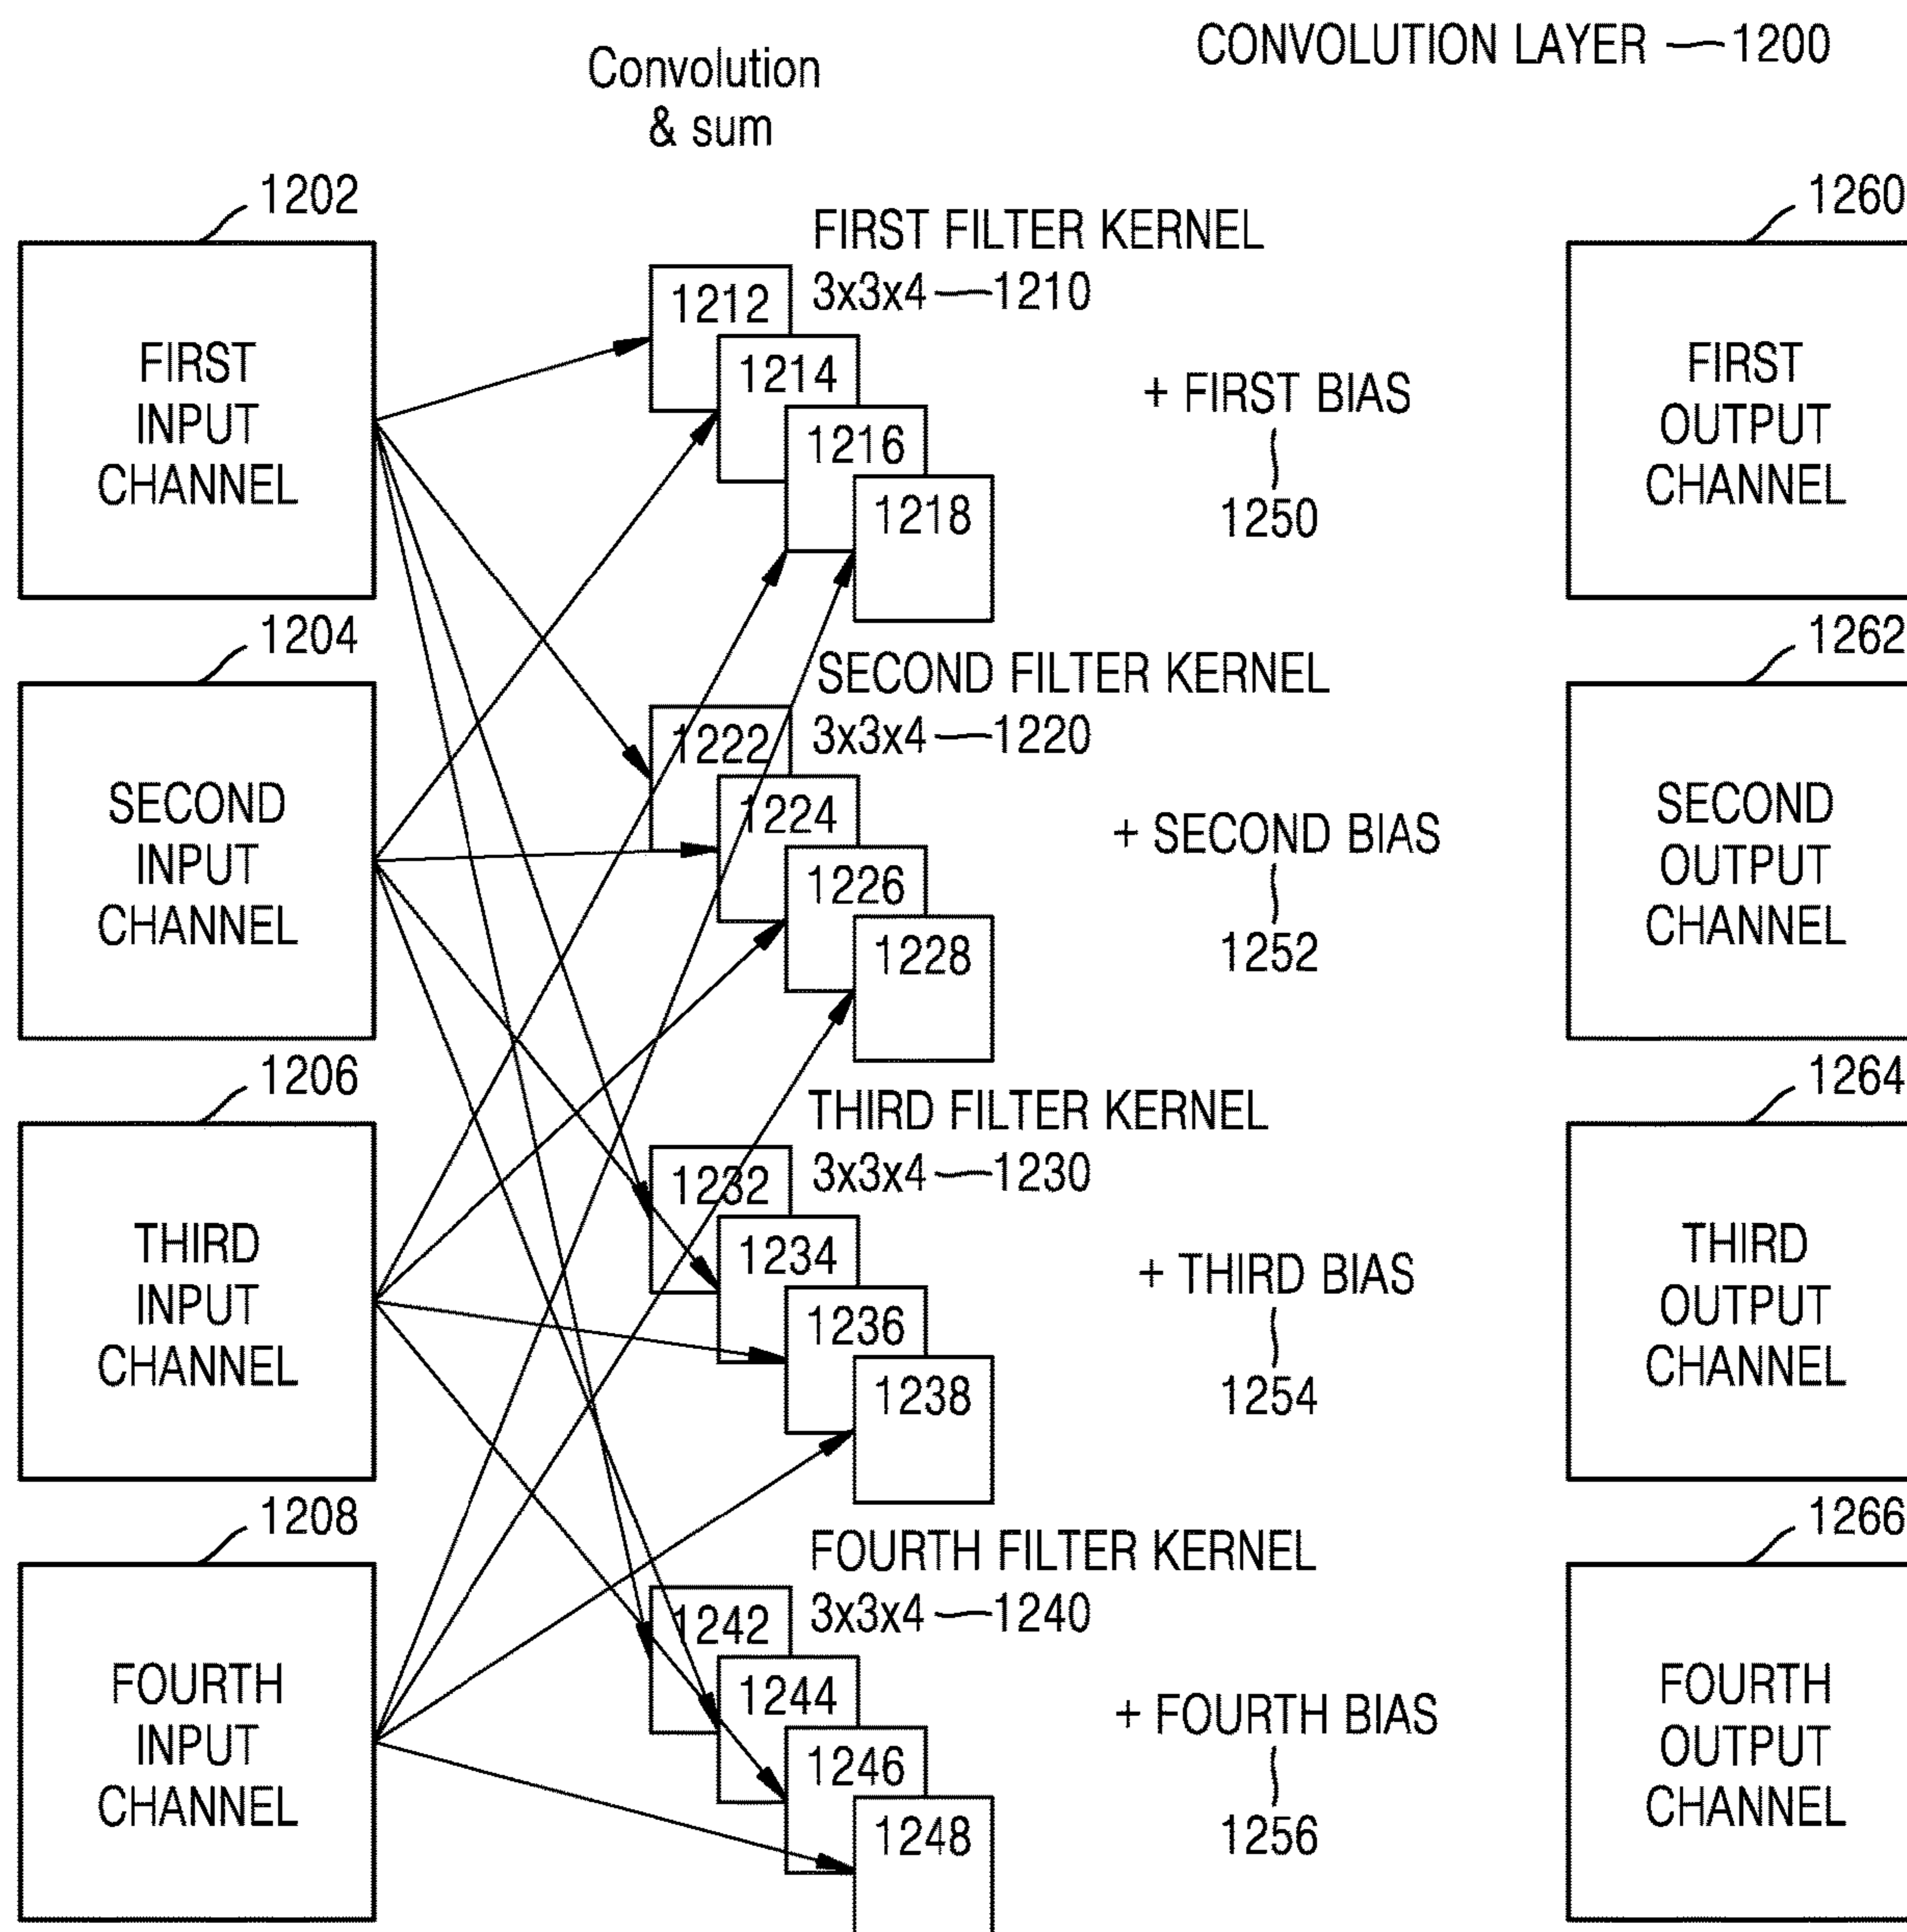 CONVOLUTION LAYER 1200
Convolution
& sum
1202
FIRST
INPUT
CHANNEL
1204
SECOND
INPUT
CHANNEL
1206
THIRD
INPUT
CHANNEL
1208
FOURTH
INPUT
CHANNEL
FIRST FILTER KERNEL
3x3x4 1210
1212
1214
1216
1218
SECOND FILTER KERNEL
3x3x4 1220
1222
1224
1226
1228
THIRD FILTER KERNEL
3x3x4 1230
1232
1234
1236
1238
FOURTH FILTER KERNEL
3x3x4 1240
1242
1244
1246
1248
+ FIRST BIAS
1250
+ SECOND BIAS
1252
+ THIRD BIAS
1254
+ FOURTH BIAS
1256
1260
FIRST
OUTPUT
CHANNEL
1262
SECOND
OUTPUT
CHANNEL
1264
THIRD
OUTPUT
CHANNEL
1266
FOURTH
OUTPUT
CHANNEL